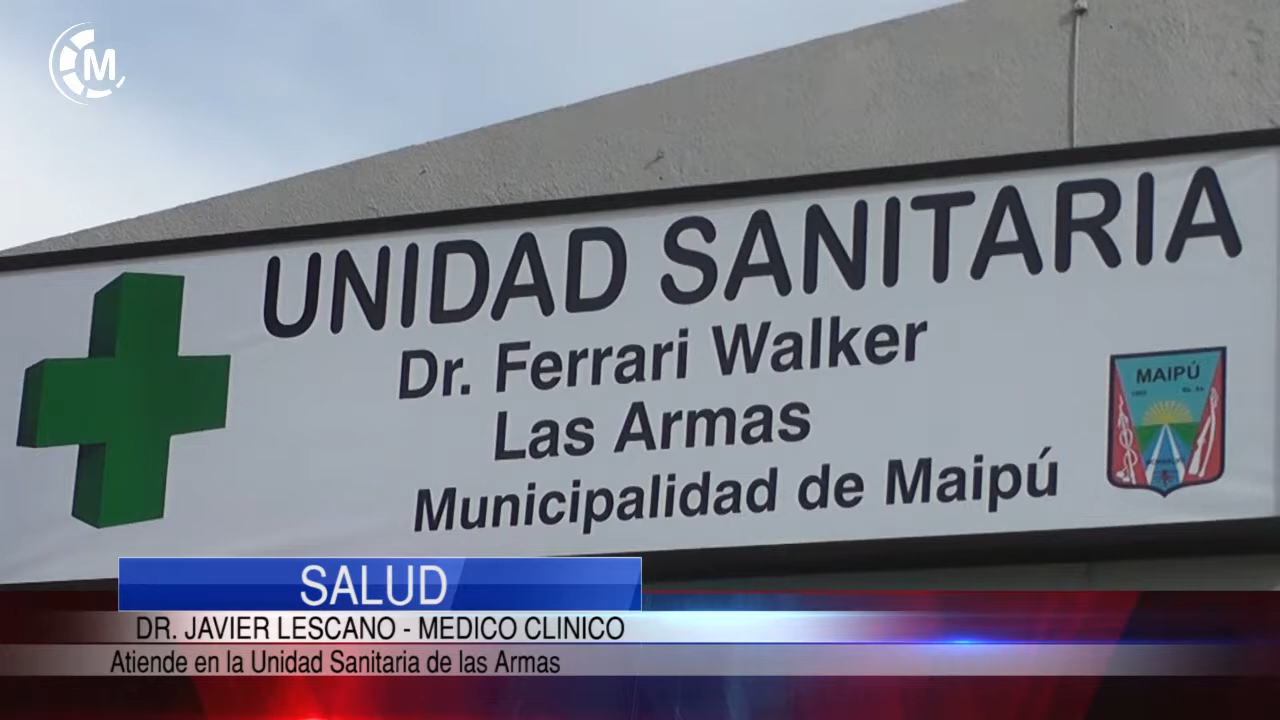 M
UNIDAD SANITARIA
Dr. Ferrari Walker
Las Armas
Municipalidad de Maipú
MAIPÚ
SALUD
DR. JAVIER LESCANO - MEDICO CLINICO
Atiende en la Unidad Sanitaria de las Armas